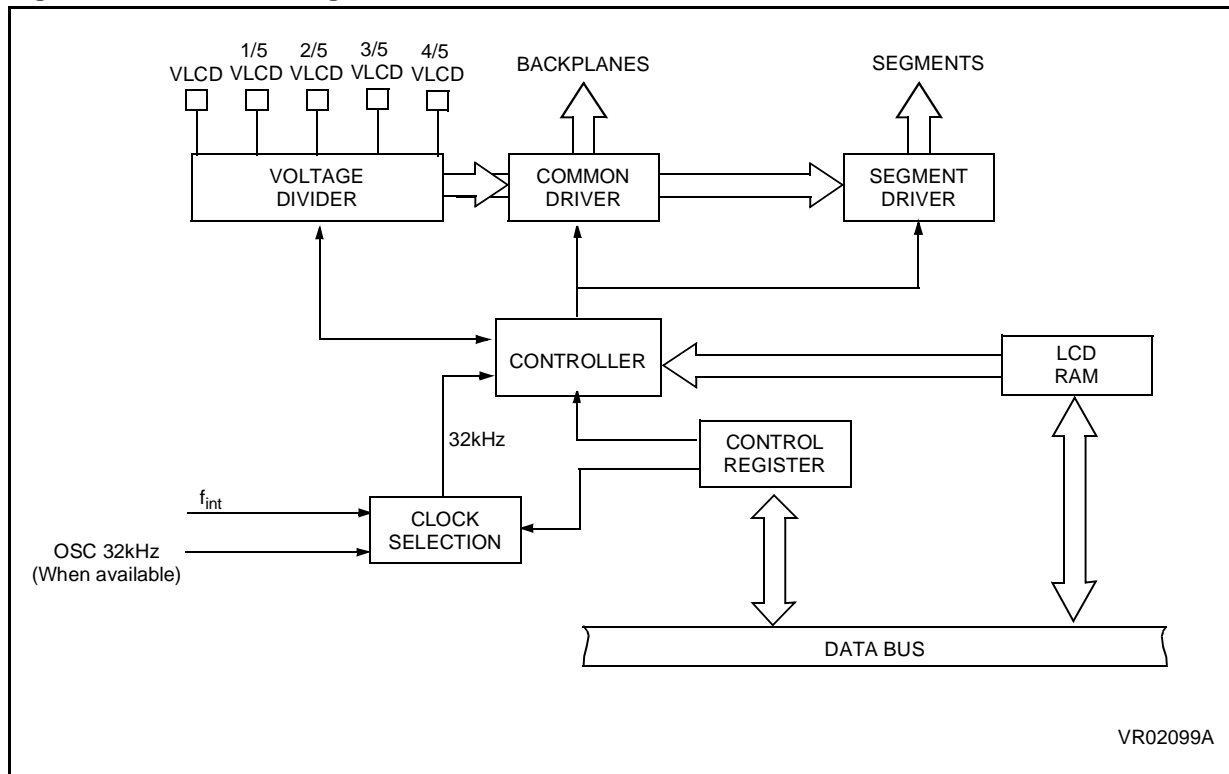 1/5 2/5 3/5 4/5
VLCD VLCD VLCD VLCD VLCD
BACKPLANES
SEGMENTS
VOLTAGE
DIVIDER
COMMON
DRIVER
SEGMENT
DRIVER
CONTROLLER
LCD
RAM
32kHz
CONTROL
REGISTER
fint
CLOCK
SELECTION
OSC 32kHz
(When available)
DATA BUS
VR02099A